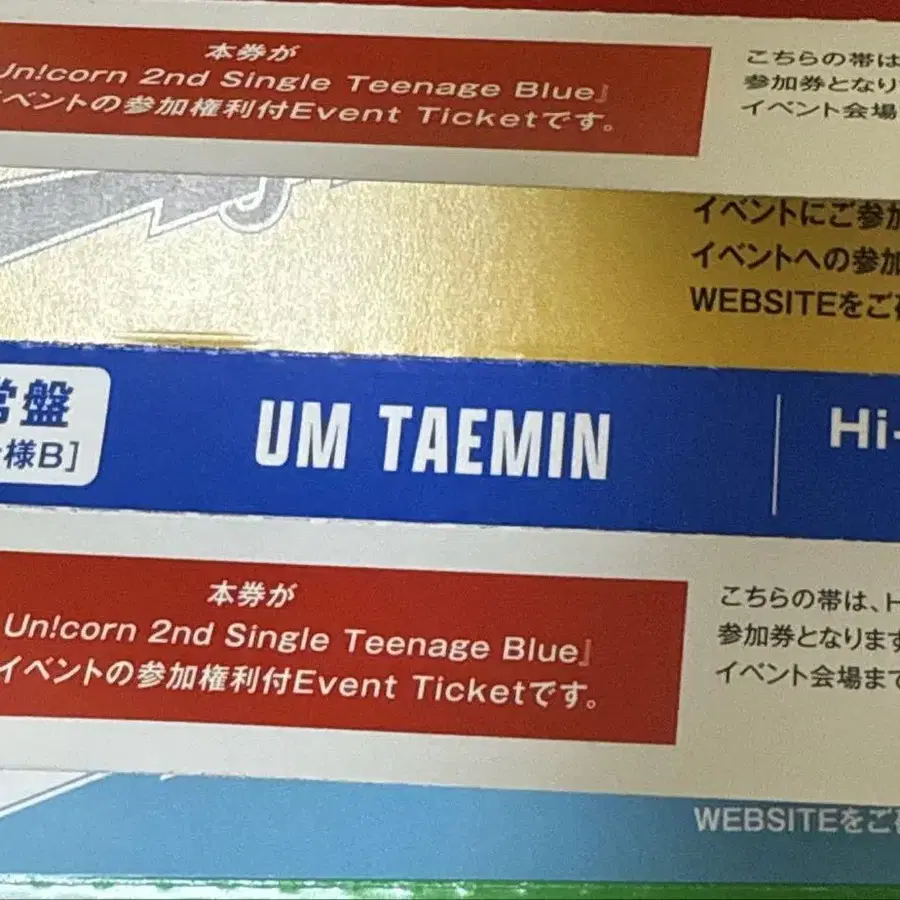 本券が
Un!corn 2nd Single Teenage Blue』
イベントの参加権利付Event Ticketです。
こちらの帯は
参加券となり
イベント会場
イベントにご参加
イベントへの参加
WEBSITEをご
常盤
様B]
UM TAEMIN
Hi-
本券が
Un!corn 2nd Single Teenage Blue』
イベントの参加権利付Event Ticketです。
こちらの帯は、H
参加券となります
イベント会場まで
WEBSITEをご